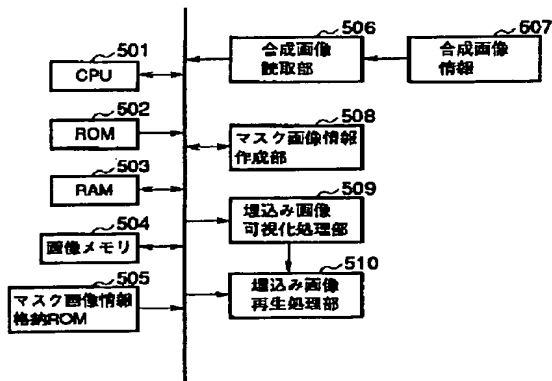 501
CPU
502
ROM
503
RAM
504
画像メモリ
505
マスク画像情報
格納ROM
506
合成画像
読取部
507
合成画像
情報
508
マスク画像情報
作成部
509
埋込み画像
可視化処理部
510
埋込み画像
再生処理部